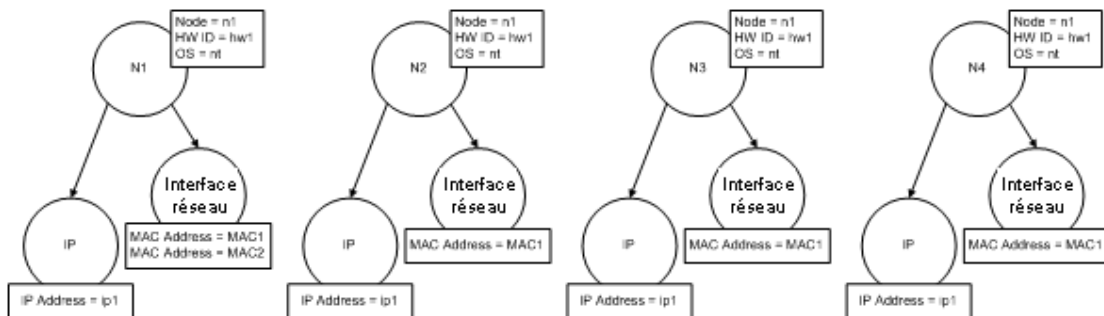 Node = n1
HW ID = hw1
OS = nt
N1
Interface
réseau
IP
MAC Address = MAC1
MAC Address = MAC2
IP Address = ip1
Node = n1
HW ID = hw1
OS = nt
N2
Interface
réseau
IP
MAC Address = MAC1
IP Address = ip1
Node = n1
HW ID = hw1
OS = nt
N3
Interface
réseau
IP
MAC Address = MAC1
IP Address = ip1
Node = n1
HW ID = hw1
OS = nt
N4
Interface
réseau
IP
MAC Address = MAC1
IP Address = ip1